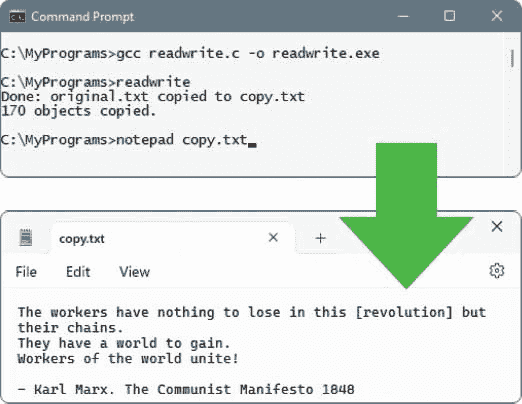 Command Prompt
C:\MyPrograms>gcc readwrite.c -o readwrite.exe
C:\MyPrograms>readwrite
Done: original.txt copied to copy.txt
170 objects copied.
C:\MyPrograms>notepad copy.txt
copy.txt
File Edit View
The workers have nothing to lose in this [revolution] but
their chains.
They have a world to gain.
Workers of the world unite!
– Karl Marx. The Communist Manifesto 1848